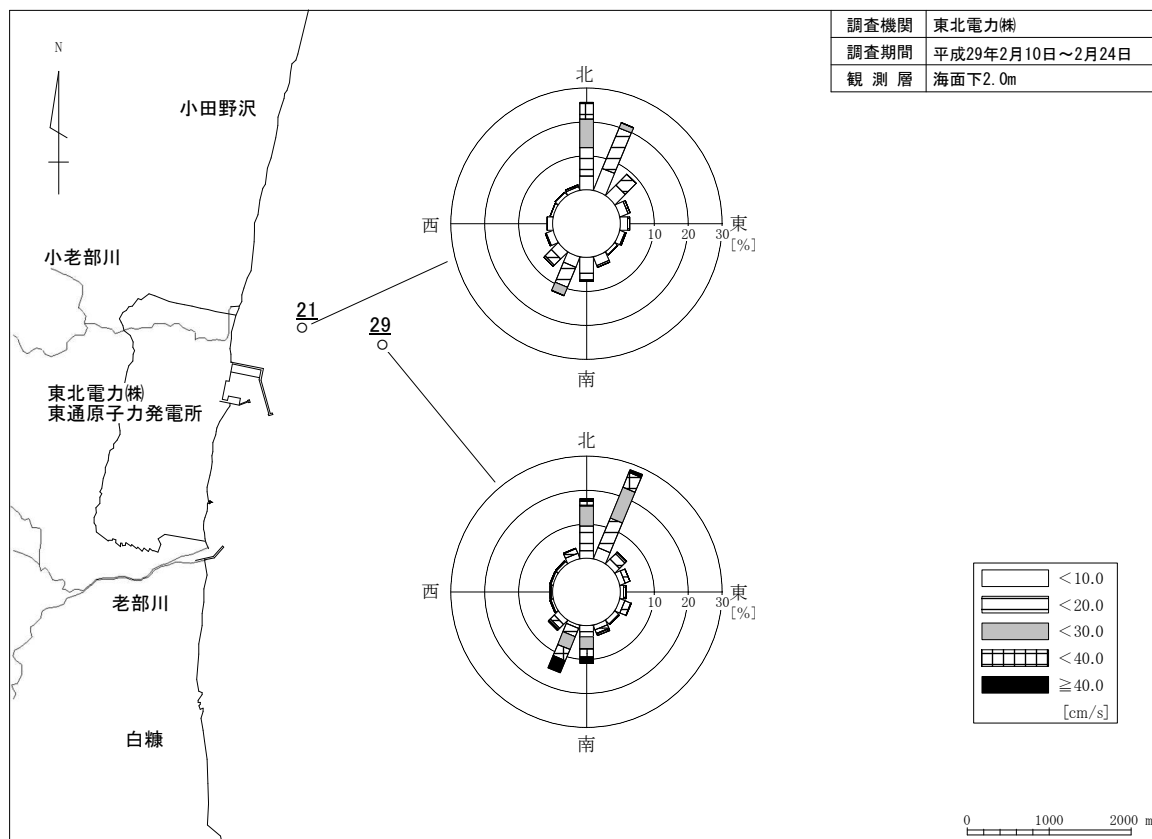 調査機関 東北電力㈱
調査期間 平成29年2月10日～2月24日
観測層 海面下2.0m
N
小田野沢
小老部川
東北電力㈱
東通原子力発電所
老部川
白糠
21
29
北
西
東
南
10 20 30
[%]
北
西
東
南
10 20 30
[%]
＜10.0
＜20.0
＜30.0
＜40.0
≧40.0
[cm/s]
0 1000 2000 m